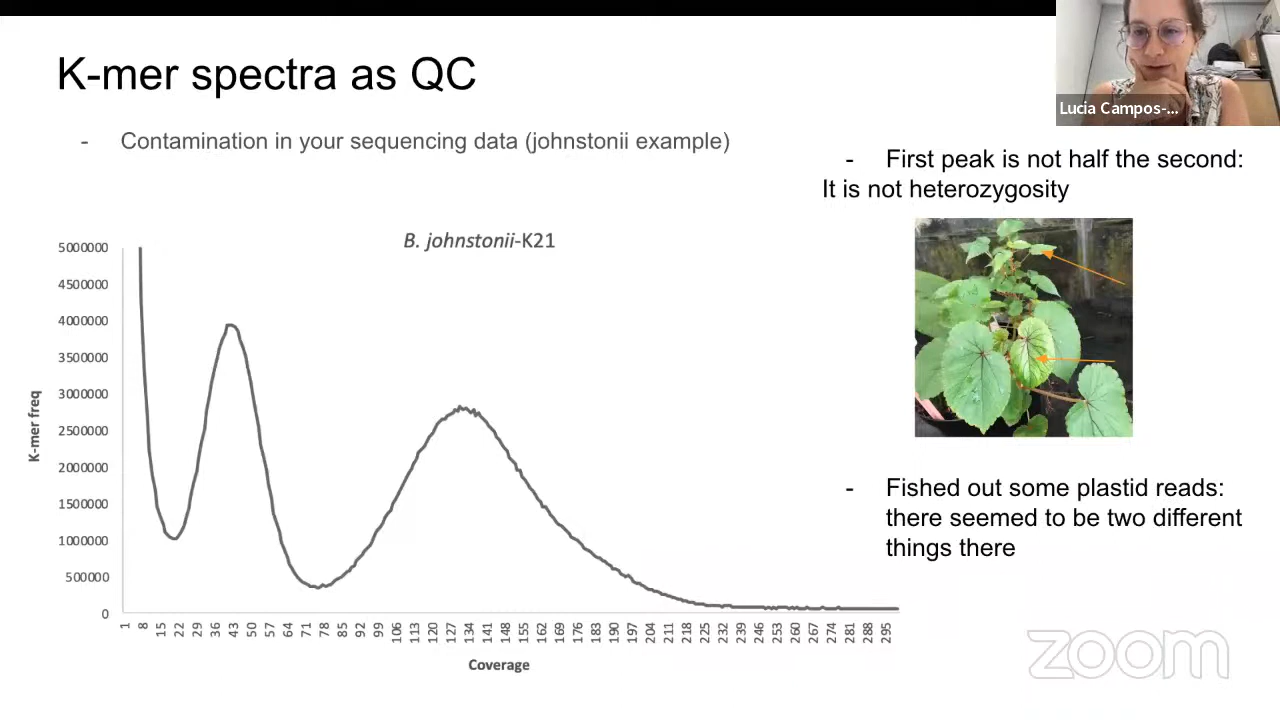 K-mer spectra as QC
- Contamination in your sequencing data (johnstonii example)
Lucia Campos-...
- First peak is not half the second:
It is not heterozygosity
B. johnstonii-K21
5000000
4500000
4000000
3500000
3000000
2500000
2000000
1500000
1000000
500000
0
K-mer freq
1 8 15 22 29 36 43 50 57 64 71 78 85 92 99 106 113 120 127 134 141 148 155 162 169 176 183 190 197 204 211 218 225 232 239 246 253 260 267 274 281 288 295
Coverage
- Fished out some plastid reads:
there seemed to be two different
things there
zoom